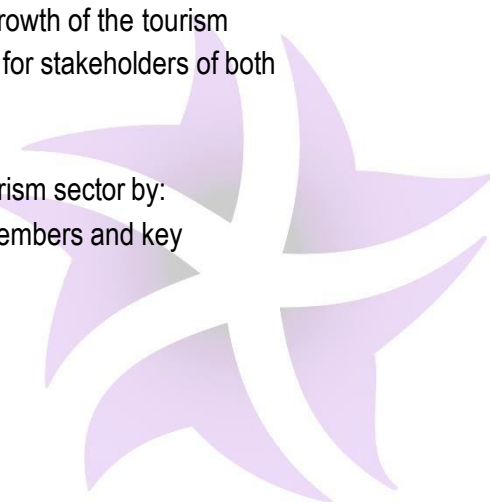 rowth of the tourism
for stakeholders of both
rism sector by:
embers and key